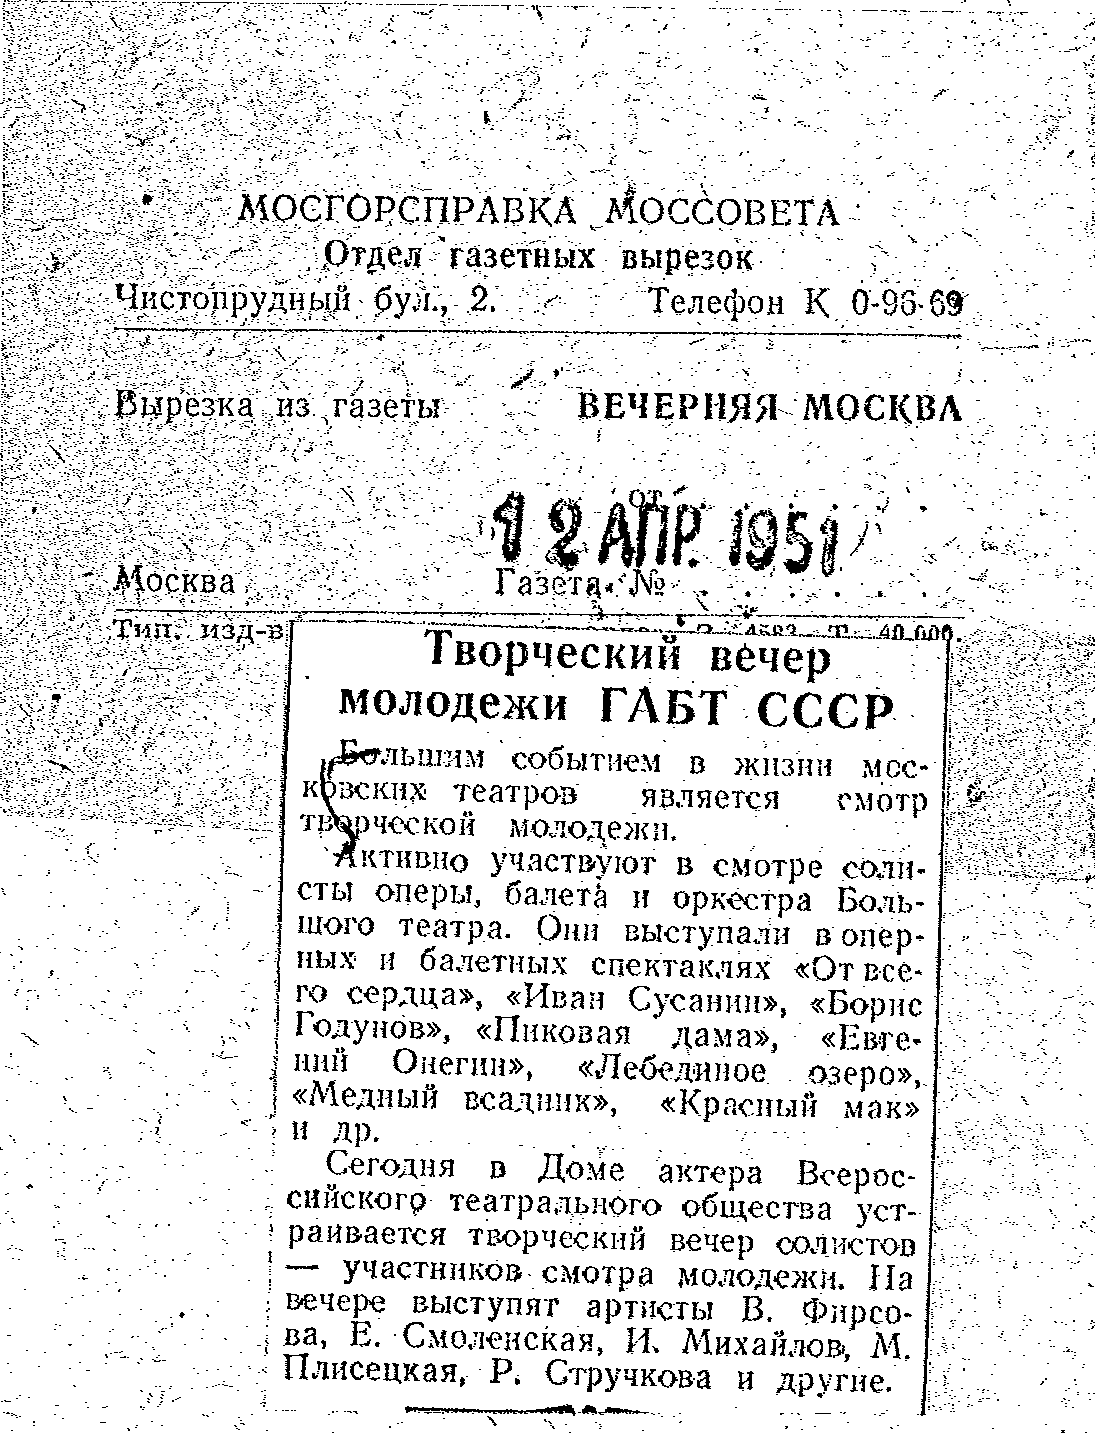 МОСГОРСПРАВКА МОССОВЕТА
Отдел газетных вырезок
Чистопрудный бул., 2. Телефон К 0-96-69
Вырезка из газеты ВЕЧЕРНЯЯ МОСКВА
от
12 АПР. 1951
Москва Газета №
Тип. изд-в 4583 Т. 40.000.
Творческий вечер
молодежи ГАБТ СССР
Большим событием в жизни мос-
ковских театров является смотр
творческой молодежи.
Активно участвуют в смотре соли-
сты оперы, балета и оркестра Боль-
шого театра. Они выступали в опер-
ных и балетных спектаклях «От все-
го сердца», «Иван Сусанин», «Борис
Годунов», «Пиковая дама», «Евге-
ний Онегин», «Лебединое озеро»,
«Медный всадник», «Красный мак»
и др.
Сегодня в Доме актера Всерос-
сийского театрального общества уст-
раивается творческий вечер солистов
— участников смотра молодежи. На
вечере выступят артисты В. Фирсо-
ва, Е. Смоленская, И. Михайлов, М.
Плисецкая, Р. Стручкова и другие.